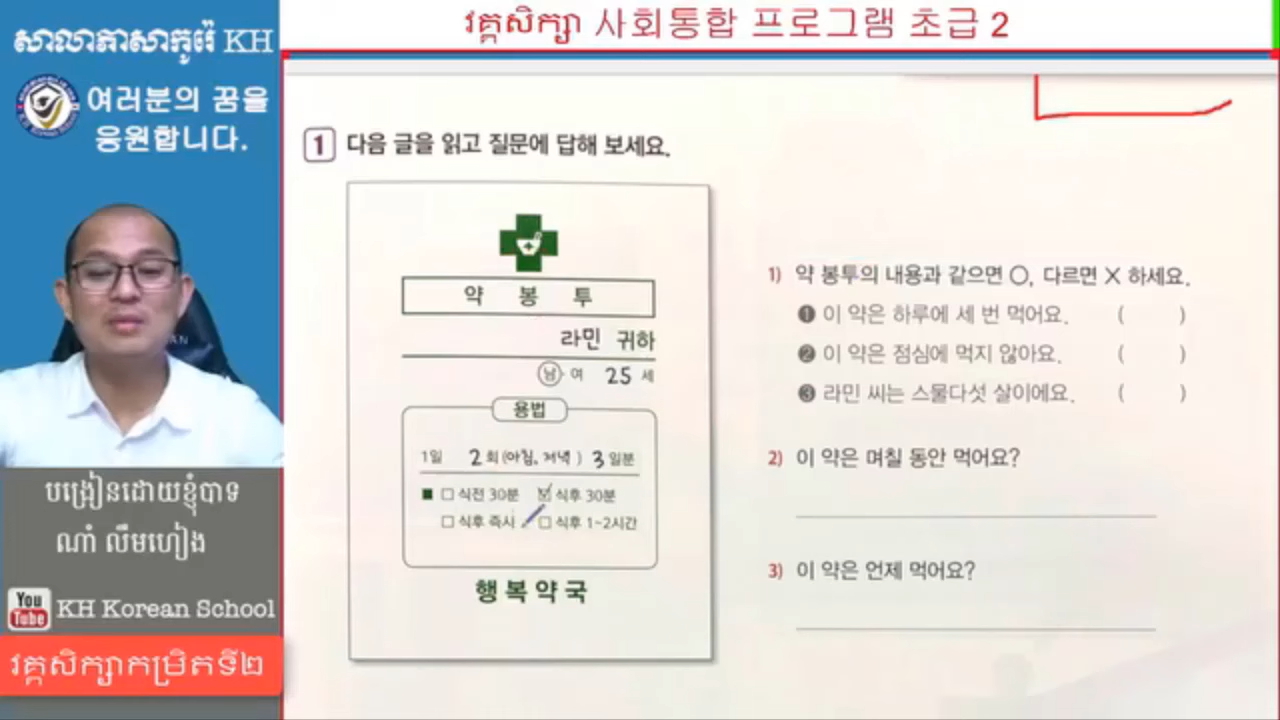 សាលាភាសាកូរ៉េ KH
여러분의 꿈을
응원합니다.
បង្រៀនដោយខ្ញុំបាទ
ណាំ លឹមហៀង
You
Tube
KH Korean School
វគ្គសិក្សាកម្រិតទី២
វគ្គសិក្សា 사회통합 프로그램 초급 2
1 다음 글을 읽고 질문에 답해 보세요.
약 봉 투
라민 귀하
남 여 25 세
용법
1일 2회(아침, 저녁) 3일분
■ □ 식전 30분 ☑ 식후 30분
□ 식후 즉시 □ 식후 1~2시간
행복약국
1) 약 봉투의 내용과 같으면 ○, 다르면 X 하세요.
❶ 이 약은 하루에 세 번 먹어요. ( )
❷ 이 약은 점심에 먹지 않아요. ( )
❸ 라민 씨는 스물다섯 살이에요. ( )
2) 이 약은 며칠 동안 먹어요?
3) 이 약은 언제 먹어요?